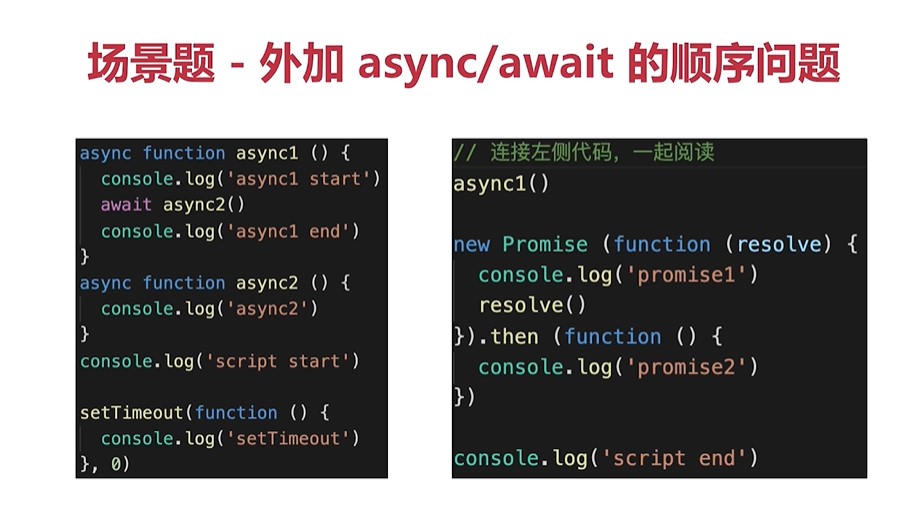 场景题 - 外加 async/await 的顺序问题
async function async1 () {
  console.log('async1 start')
  await async2()
  console.log('async1 end')
}
async function async2 () {
  console.log('async2')
}
console.log('script start')

setTimeout(function () {
  console.log('setTimeout')
}, 0)
// 连接左侧代码，一起阅读
async1()

new Promise (function (resolve) {
  console.log('promise1')
  resolve()
}).then (function () {
  console.log('promise2')
})

console.log('script end')